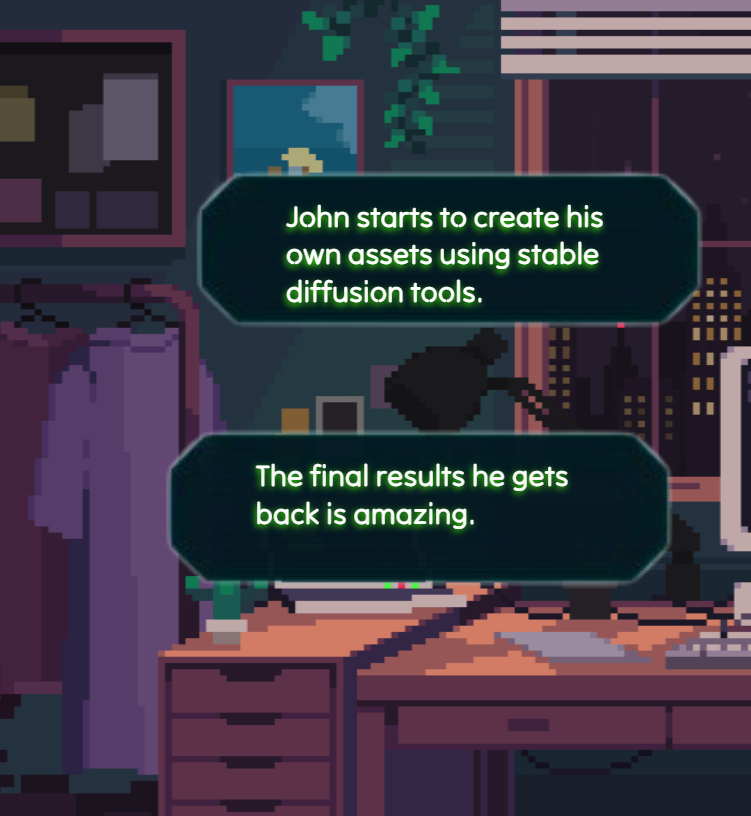 John starts to create his
own assets using stable
diffusion tools.
The final results he gets
back is amazing.